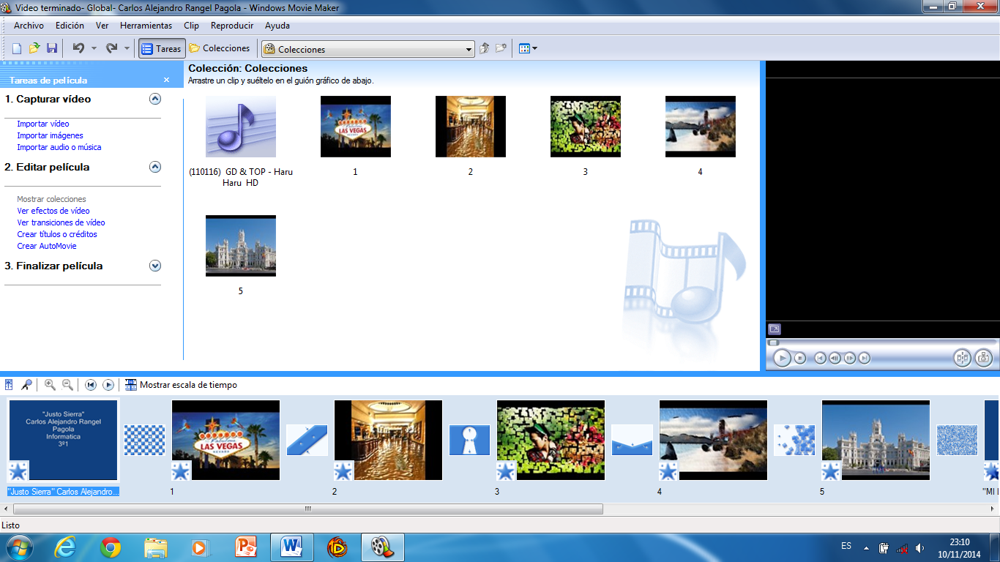 Video terminado- Global- Carlos Alejandro Rangel Pagola - Windows Movie Maker
Archivo Edición Ver Herramientas Clip Reproducir Ayuda
Tareas Colecciones Colecciones
Tareas de película
Colección: Colecciones
Arrastre un clip y suéltelo en el guión gráfico de abajo.
1. Capturar vídeo
Importar vídeo
Importar imágenes
Importar audio o música
2. Editar película
Mostrar colecciones
Ver efectos de vídeo
Ver transiciones de vídeo
Crear títulos o créditos
Crear AutoMovie
3. Finalizar película
(110116) GD & TOP - Haru
Haru HD
1
2
3
4
5
Fabulous
LAS VEGAS
Mostrar escala de tiempo
"Justo Sierra"
Carlos Alejandro Rangel
Pagola
Informatica
3º1
Fabulous
LAS VEGAS
NEVADA
"Justo Sierra" Carlos Alejandro...
1
2
3
4
5
"MI
Listo
ES
23:10
10/11/2014